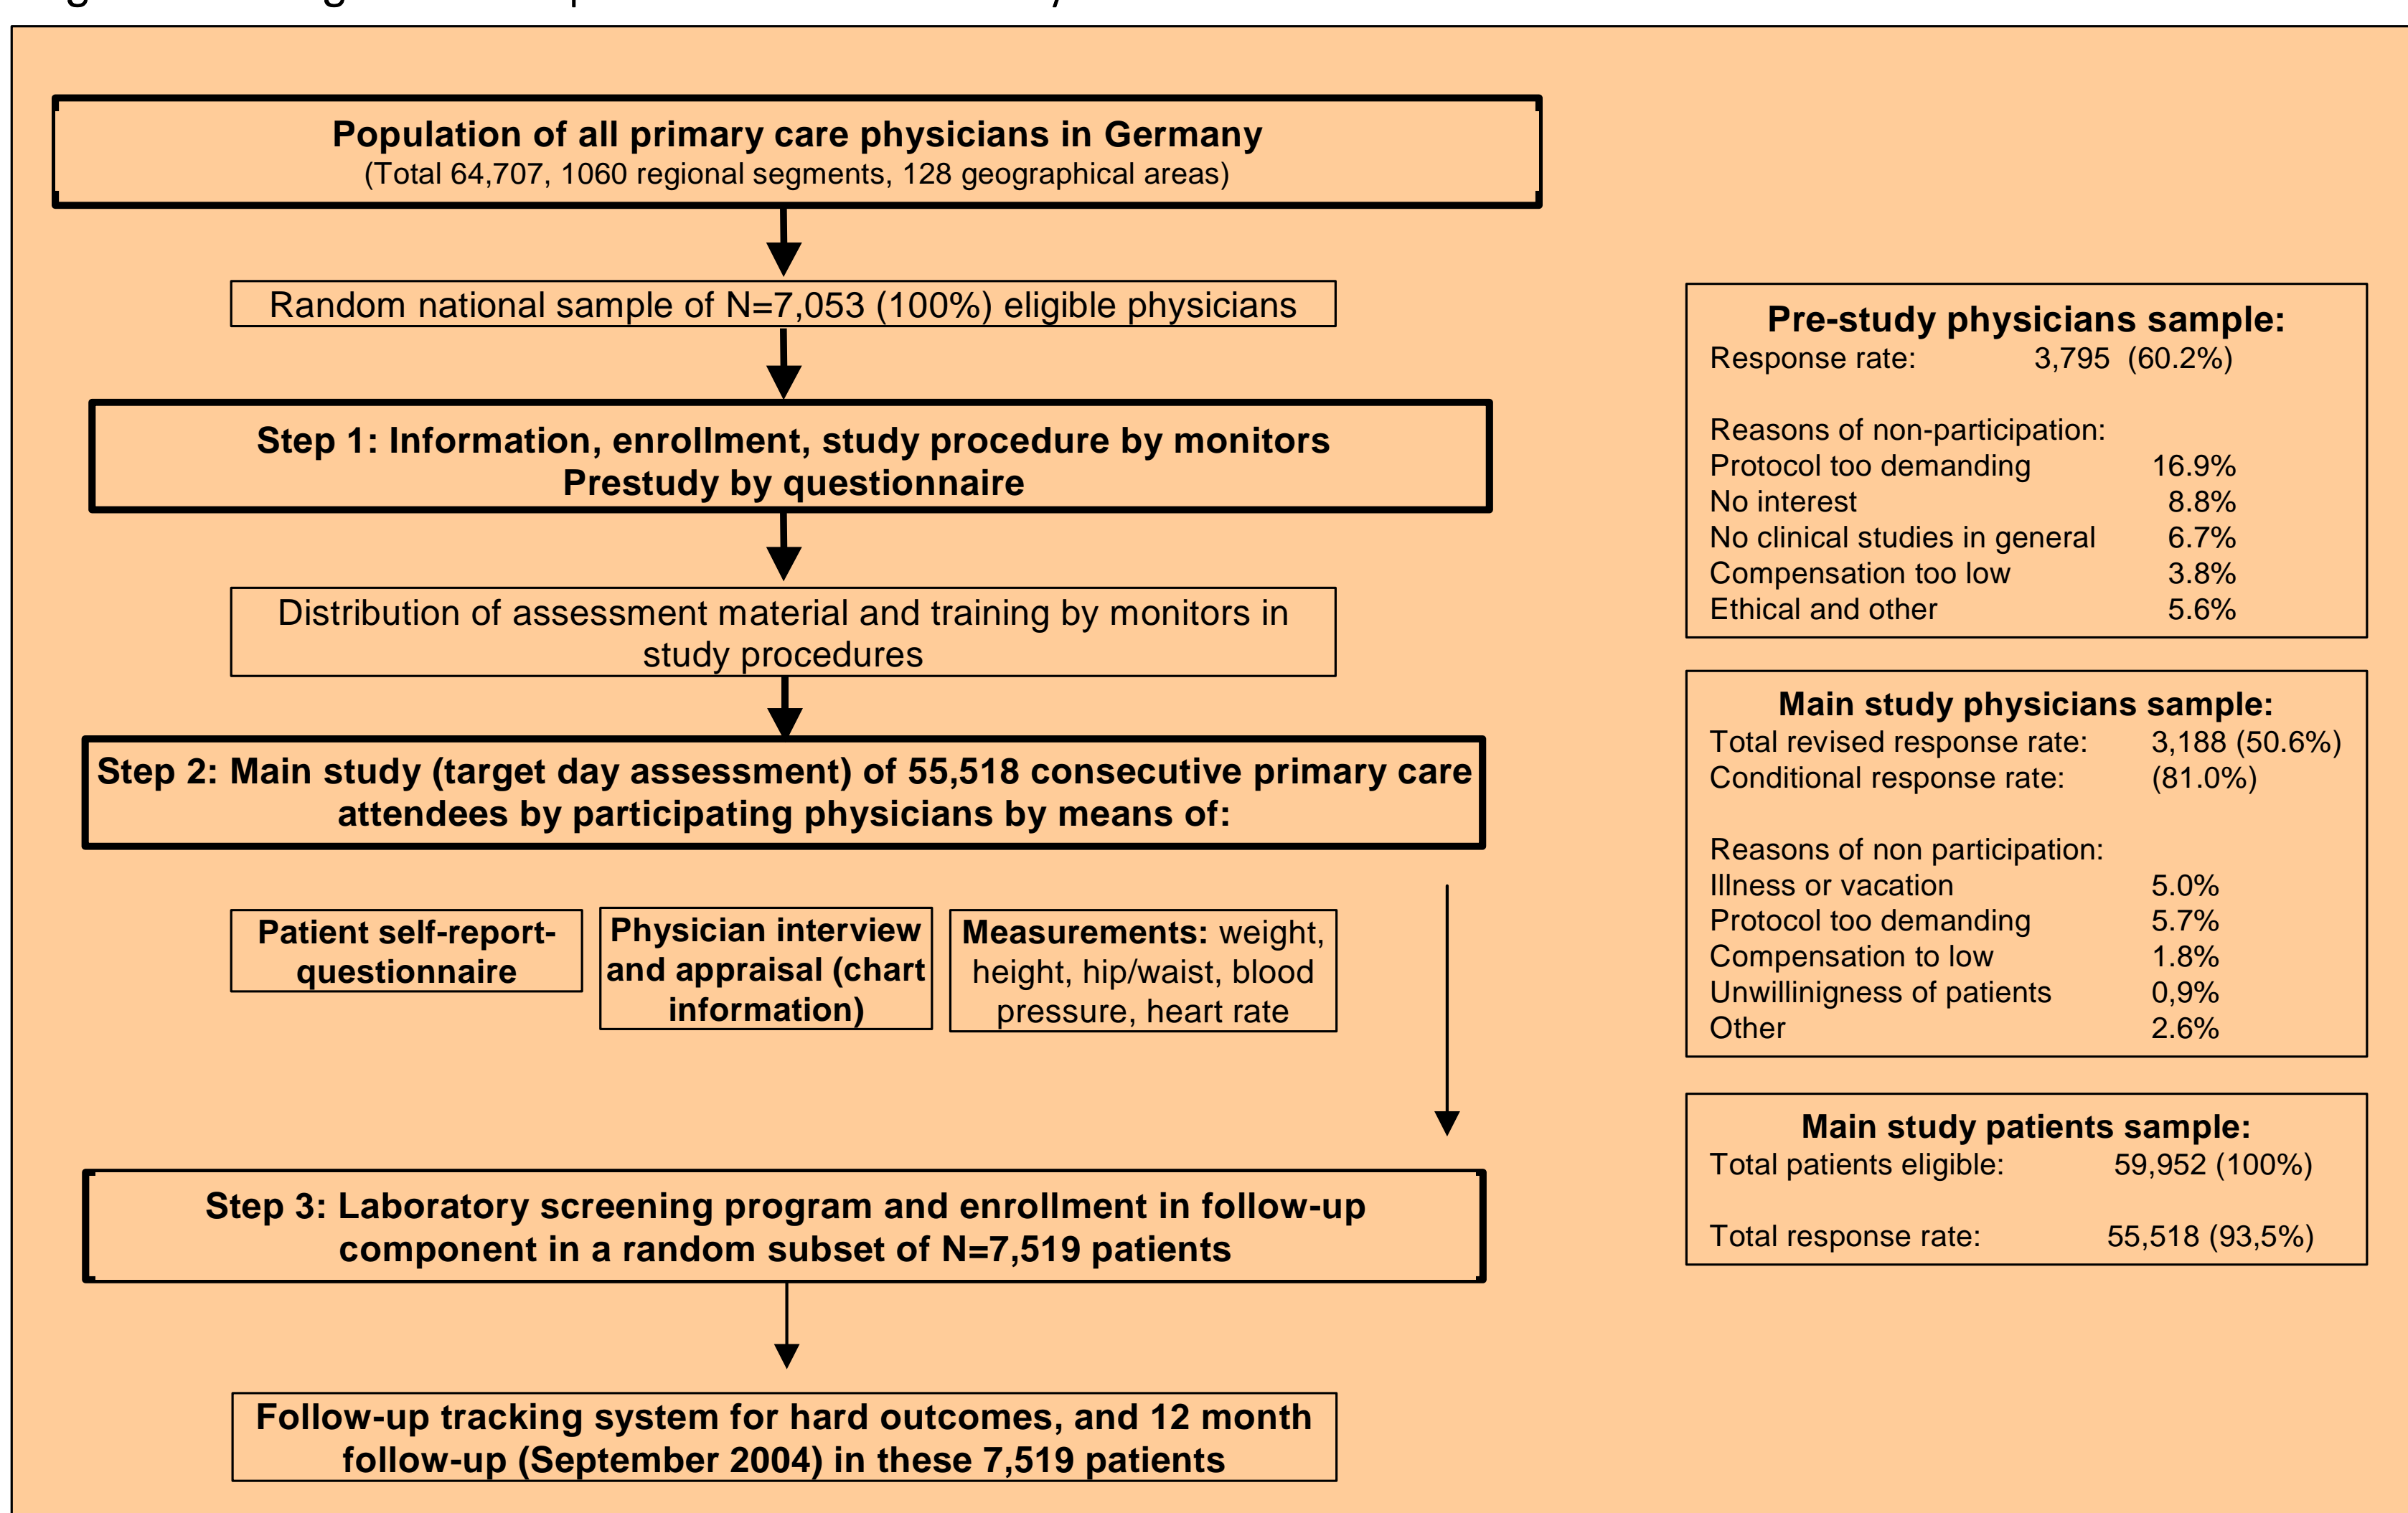 Population of all primary care physicians in Germany
(Total 64,707, 1060 regional segments, 128 geographical areas)
Random national sample of N=7,053 (100%) eligible physicians
Step 1: Information, enrollment, study procedure by monitors
Prestudy by questionnaire
Distribution of assessment material and training by monitors in
study procedures
Step 2: Main study (target day assessment) of 55,518 consecutive primary care
attendees by participating physicians by means of:
Patient self-report-
questionnaire
Physician interview
and appraisal (chart
information)
Measurements: weight,
height, hip/waist, blood
pressure, heart rate
Step 3: Laboratory screening program and enrollment in follow-up
component in a random subset of N=7,519 patients
Follow-up tracking system for hard outcomes, and 12 month
follow-up (September 2004) in these 7,519 patients
Pre-study physicians sample:
Response rate: 3,795 (60.2%)
Reasons of non-participation:
Protocol too demanding 16.9%
No interest 8.8%
No clinical studies in general 6.7%
Compensation too low 3.8%
Ethical and other 5.6%
Main study physicians sample:
Total revised response rate: 3,188 (50.6%)
Conditional response rate: (81.0%)
Reasons of non participation:
Illness or vacation 5.0%
Protocol too demanding 5.7%
Compensation to low 1.8%
Unwillinigness of patients 0,9%
Other 2.6%
Main study patients sample:
Total patients eligible: 59,952 (100%)
Total response rate: 55,518 (93,5%)